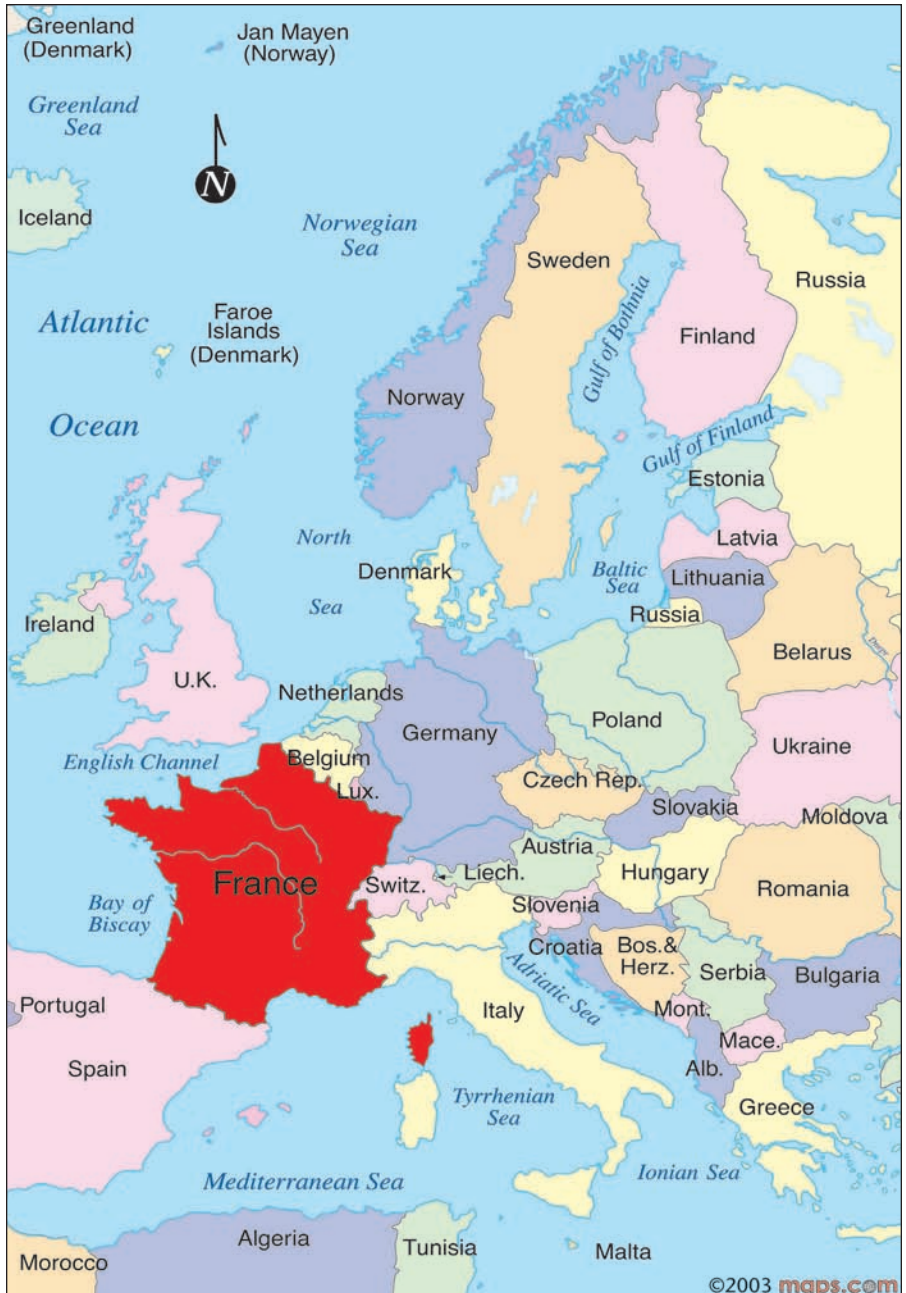 Greenland
(Denmark)
Jan Mayen
(Norway)
Greenland
Sea
N
Iceland
Norwegian
Sea
Sweden
Russia
Atlantic
Faroe
Islands
(Denmark)
Gulf of Bothnia
Finland
Norway
Ocean
Gulf of Finland
Estonia
North
Sea
Latvia
Denmark
Baltic
Sea
Lithuania
Russia
Ireland
Belarus
U.K.
Netherlands
Poland
Germany
Ukraine
English Channel
Belgium
Czech Rep.
Lux.
Slovakia
Moldova
Austria
France
Switz.
Liech.
Hungary
Romania
Bay of
Biscay
Slovenia
Croatia
Bos.&
Herz.
Adriatic Sea
Serbia
Bulgaria
Portugal
Italy
Mont.
Mace.
Spain
Alb.
Tyrrhenian
Sea
Greece
Mediterranean Sea
Ionian Sea
Algeria
Tunisia
Malta
Morocco
©2003 maps.com